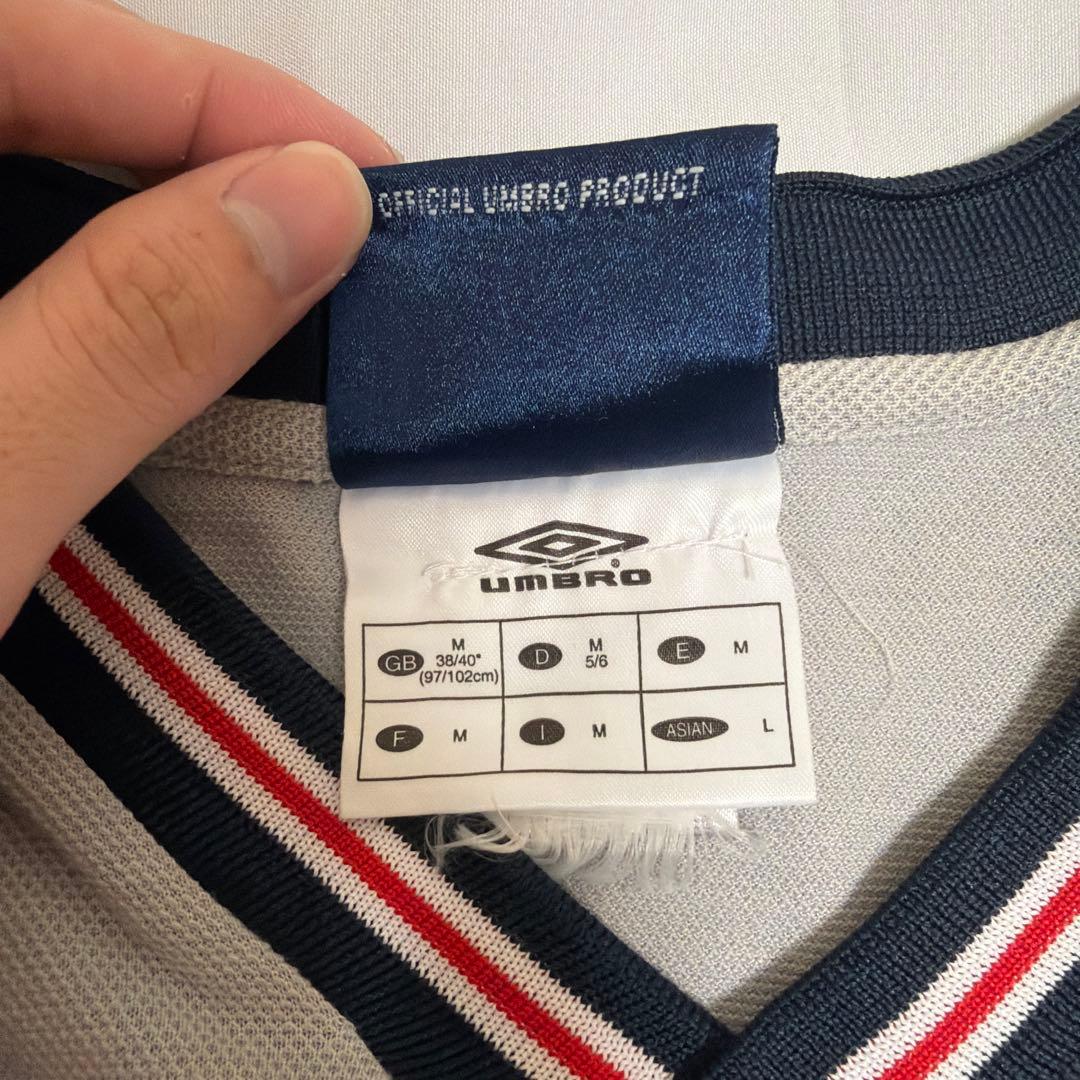 OFFICIAL UMBRO PRODUCT
UMBRO®
GB M 38/40" (97/102cm)
D M 5/6
E M
F M
I M
ASIAN L